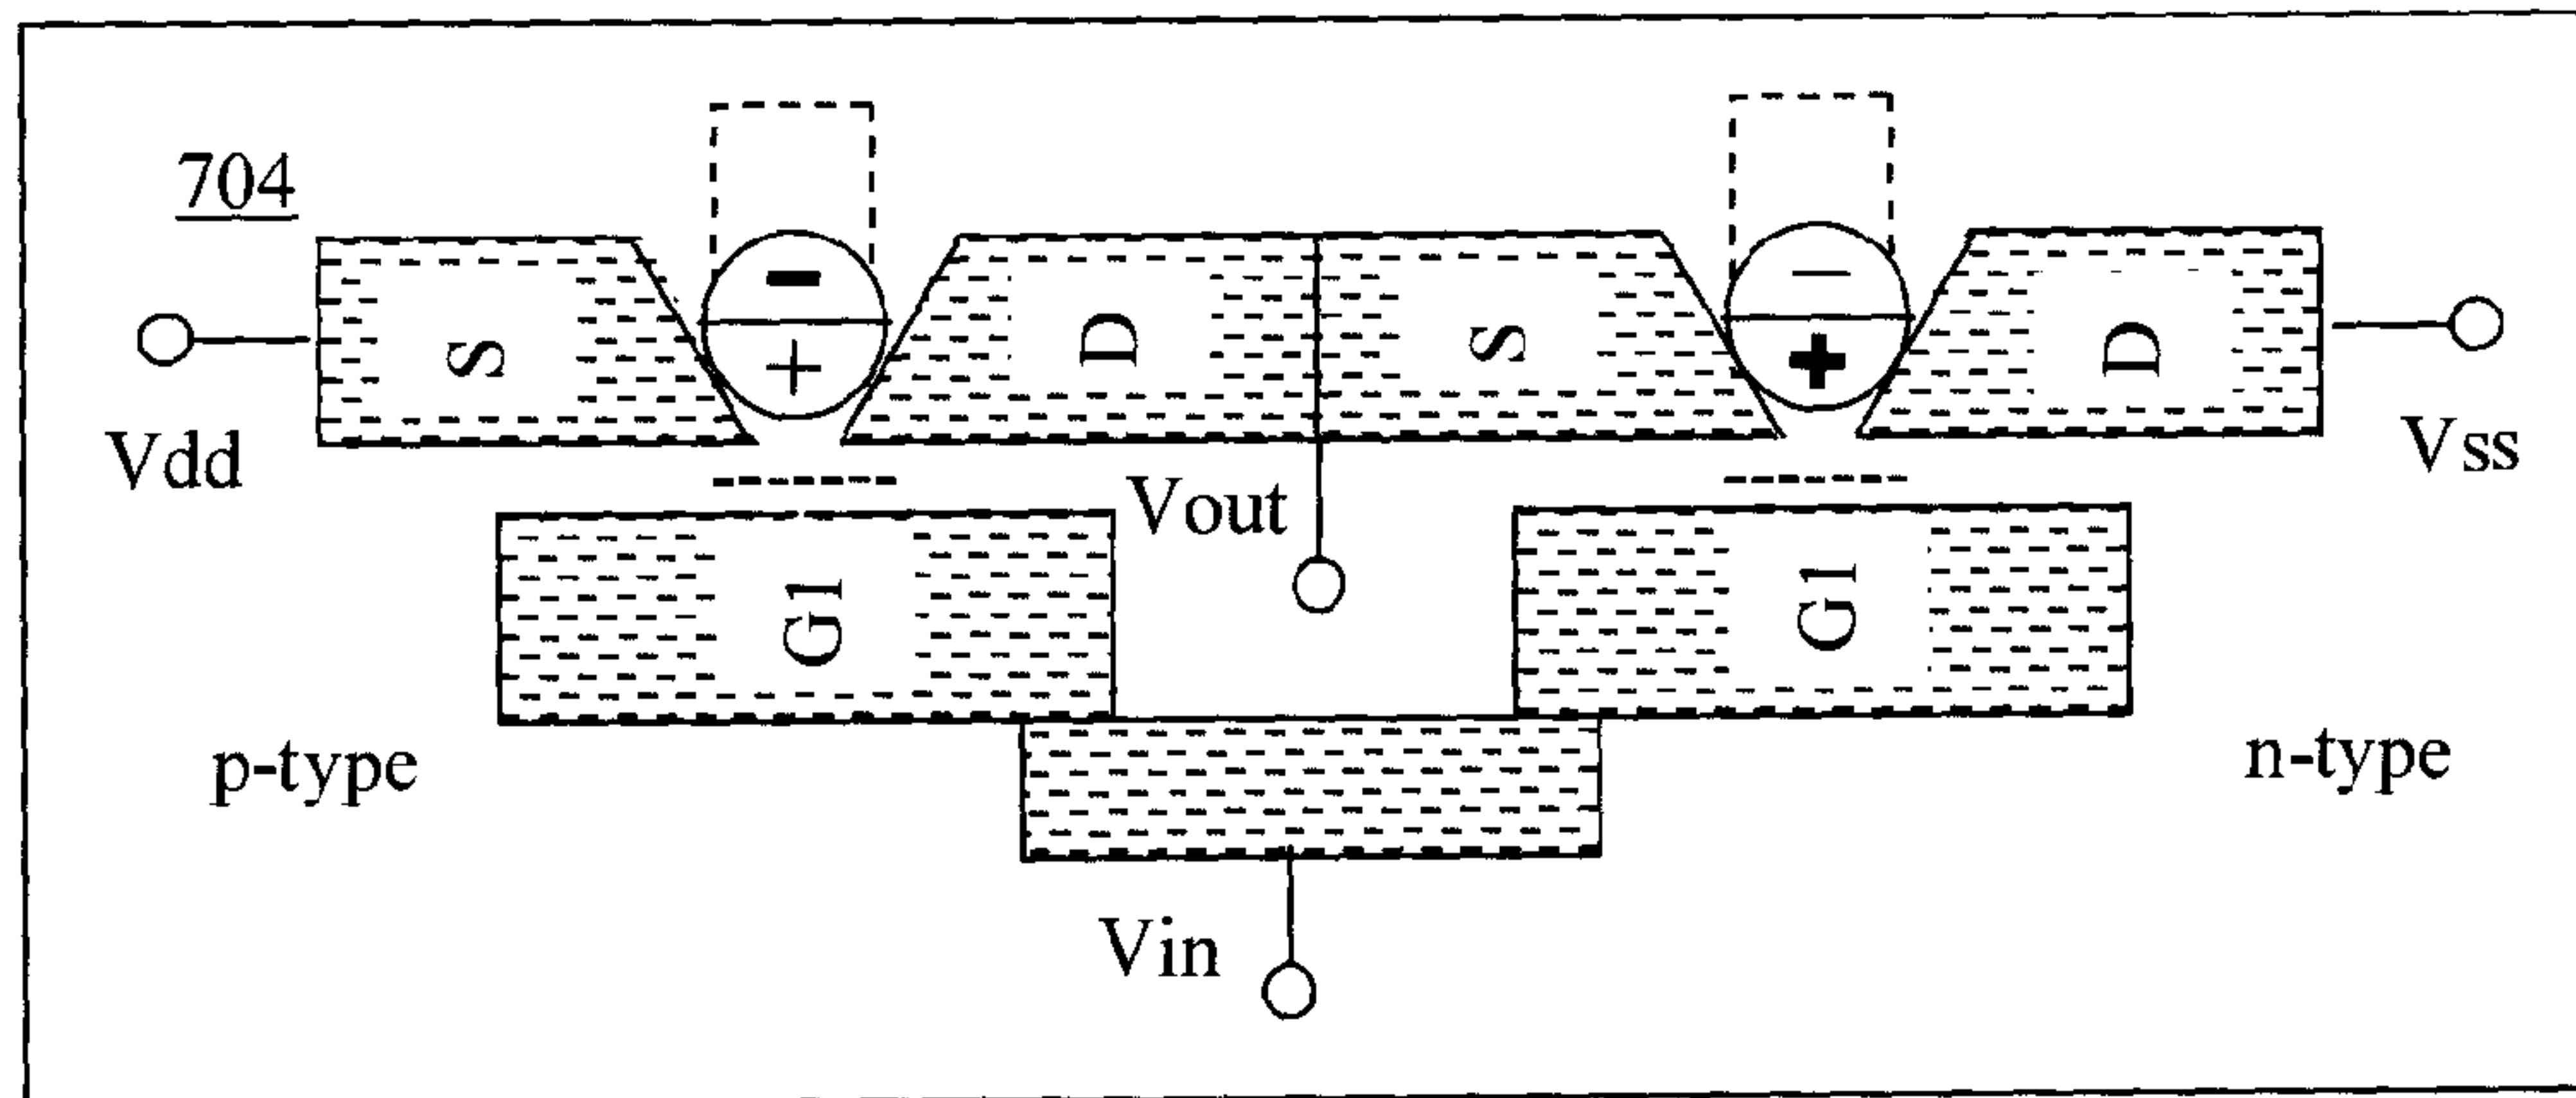 704
−
−
S
+
D
S
+
D
Vdd
Vout
Vss
G1
G1
p-type
n-type
Vin